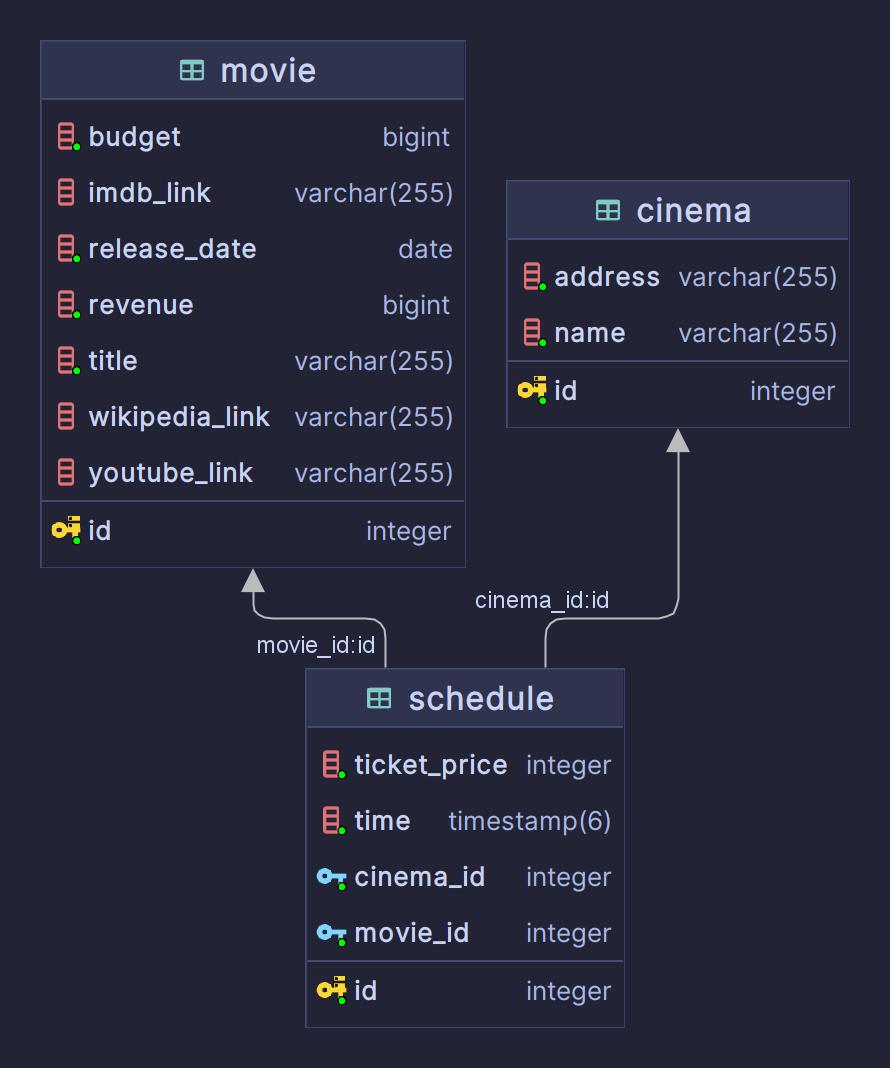 movie
budget bigint
imdb_link varchar(255)
release_date date
revenue bigint
title varchar(255)
wikipedia_link varchar(255)
youtube_link varchar(255)
id integer
cinema
address varchar(255)
name varchar(255)
id integer
cinema_id:id
movie_id:id
schedule
ticket_price integer
time timestamp(6)
cinema_id integer
movie_id integer
id integer